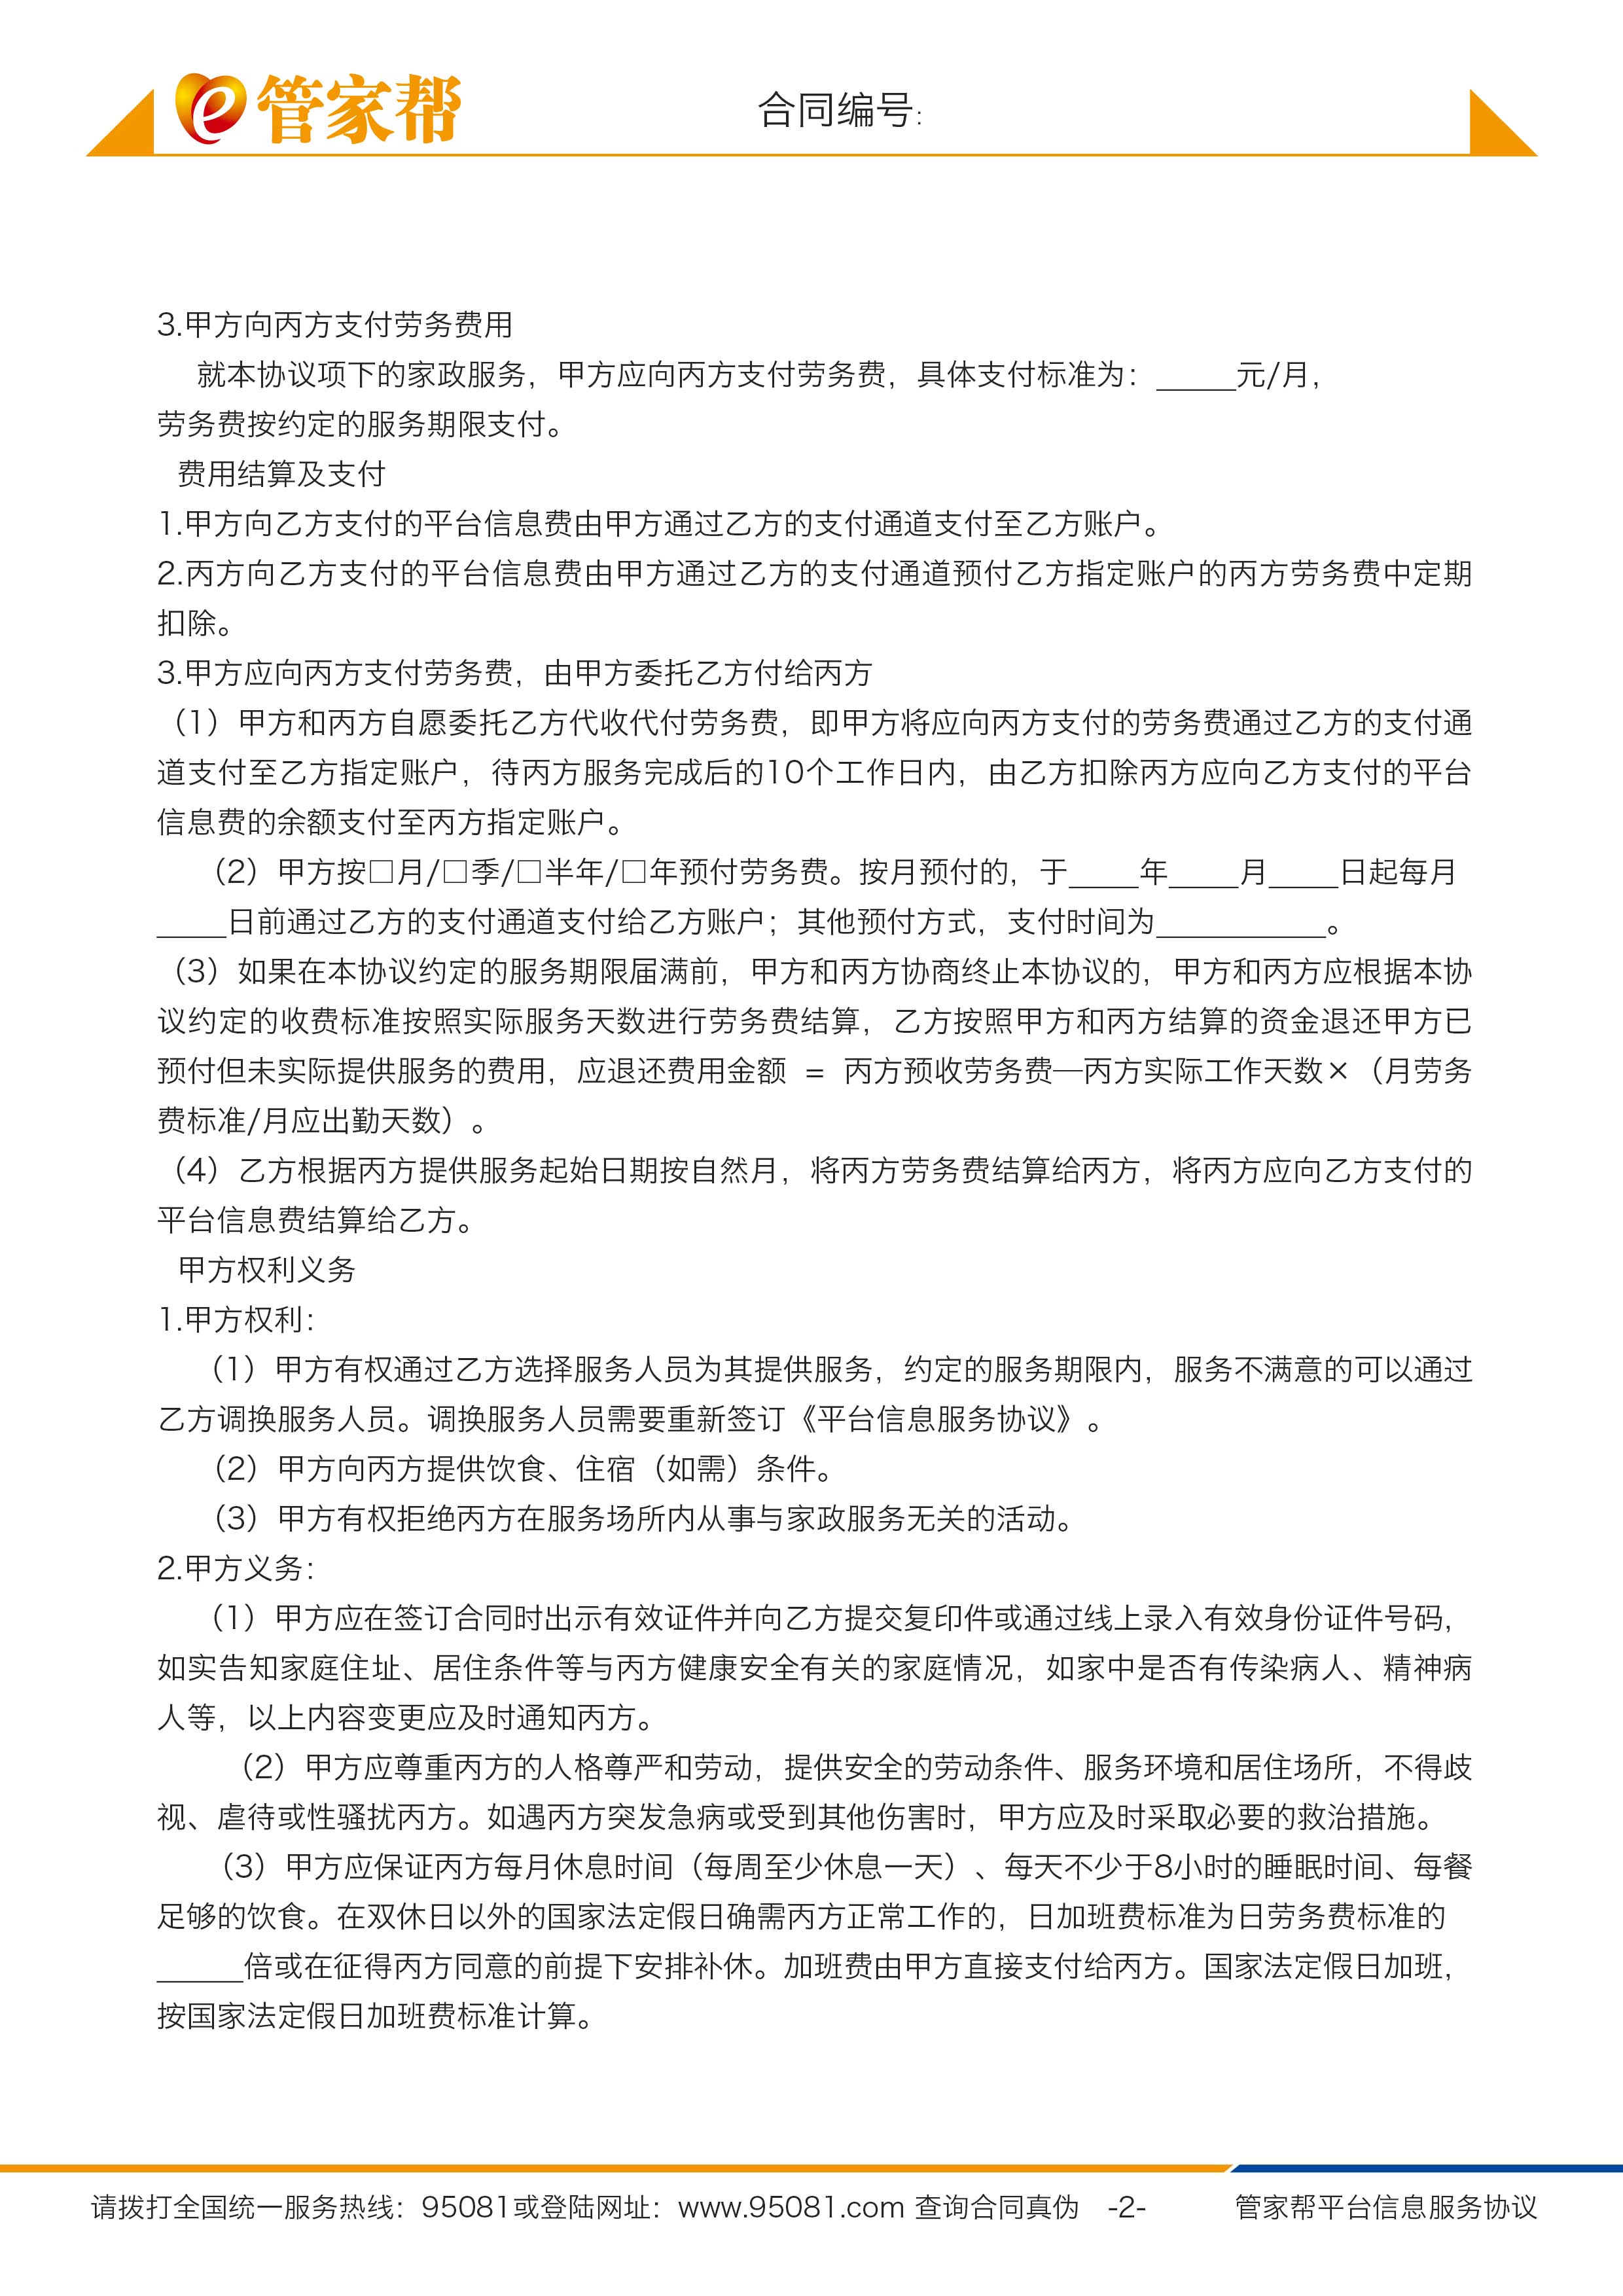 e管家帮
合同编号：
3.甲方向丙方支付劳务费用
就本协议项下的家政服务，甲方应向丙方支付劳务费，具体支付标准为：_____元/月，
劳务费按约定的服务期限支付。
费用结算及支付
1.甲方向乙方支付的平台信息费由甲方通过乙方的支付通道支付至乙方账户。
2.丙方向乙方支付的平台信息费由甲方通过乙方的支付通道预付乙方指定账户的丙方劳务费中定期
扣除。
3.甲方应向丙方支付劳务费，由甲方委托乙方付给丙方
（1）甲方和丙方自愿委托乙方代收代付劳务费，即甲方将应向丙方支付的劳务费通过乙方的支付通
道支付至乙方指定账户，待丙方服务完成后的10个工作日内，由乙方扣除丙方应向乙方支付的平台
信息费的余额支付至丙方指定账户。
（2）甲方按□月/□季/□半年/□年预付劳务费。按月预付的，于____年____月____日起每月
____日前通过乙方的支付通道支付给乙方账户；其他预付方式，支付时间为__________。
（3）如果在本协议约定的服务期限届满前，甲方和丙方协商终止本协议的，甲方和丙方应根据本协
议约定的收费标准按照实际服务天数进行劳务费结算，乙方按照甲方和丙方结算的资金退还甲方已
预付但未实际提供服务的费用，应退还费用金额 = 丙方预收劳务费—丙方实际工作天数×（月劳务
费标准/月应出勤天数）。
（4）乙方根据丙方提供服务起始日期按自然月，将丙方劳务费结算给丙方，将丙方应向乙方支付的
平台信息费结算给乙方。
甲方权利义务
1.甲方权利：
（1）甲方有权通过乙方选择服务人员为其提供服务，约定的服务期限内，服务不满意的可以通过
乙方调换服务人员。调换服务人员需要重新签订《平台信息服务协议》。
（2）甲方向丙方提供饮食、住宿（如需）条件。
（3）甲方有权拒绝丙方在服务场所内从事与家政服务无关的活动。
2.甲方义务：
（1）甲方应在签订合同时出示有效证件并向乙方提交复印件或通过线上录入有效身份证件号码，
如实告知家庭住址、居住条件等与丙方健康安全有关的家庭情况，如家中是否有传染病人、精神病
人等，以上内容变更应及时通知丙方。
（2）甲方应尊重丙方的人格尊严和劳动，提供安全的劳动条件、服务环境和居住场所，不得歧
视、虐待或性骚扰丙方。如遇丙方突发急病或受到其他伤害时，甲方应及时采取必要的救治措施。
（3）甲方应保证丙方每月休息时间（每周至少休息一天）、每天不少于8小时的睡眠时间、每餐
足够的饮食。在双休日以外的国家法定假日确需丙方正常工作的，日加班费标准为日劳务费标准的
_____倍或在征得丙方同意的前提下安排补休。加班费由甲方直接支付给丙方。国家法定假日加班，
按国家法定假日加班费标准计算。
请拨打全国统一服务热线：95081或登陆网址：www.95081.com 查询合同真伪 -2- 管家帮平台信息服务协议